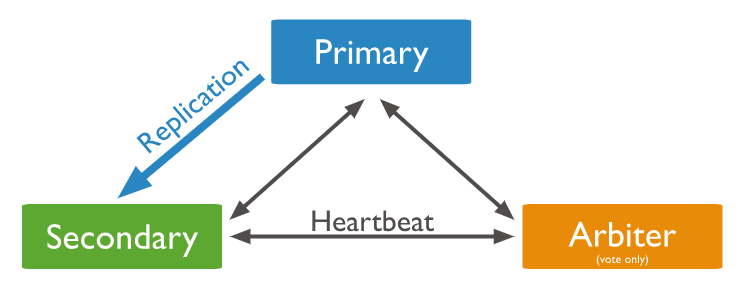 Primary
Replication
Heartbeat
Secondary
Arbiter
(vote only)